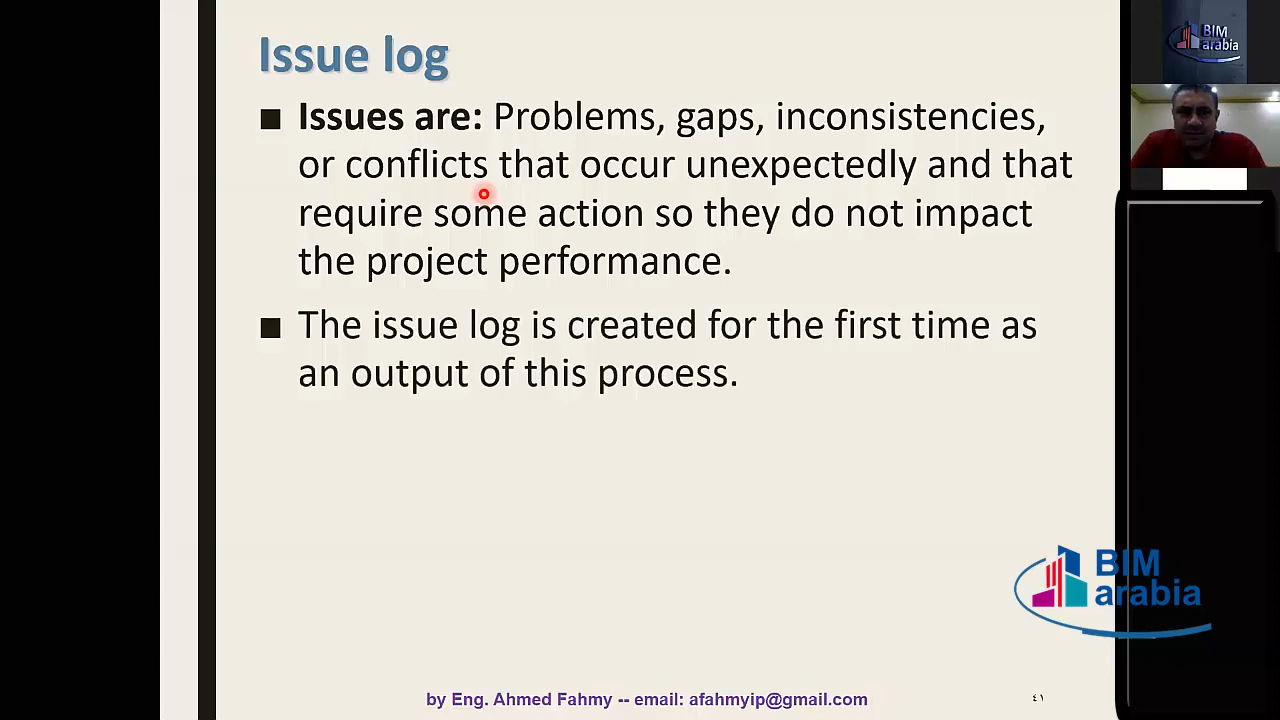 Issue log
■ Issues are: Problems, gaps, inconsistencies,
or conflicts that occur unexpectedly and that
require some action so they do not impact
the project performance.
■ The issue log is created for the first time as
an output of this process.
BIM
arabia
BIM
arabia
by Eng. Ahmed Fahmy -- email: afahmyip@gmail.com
٤١